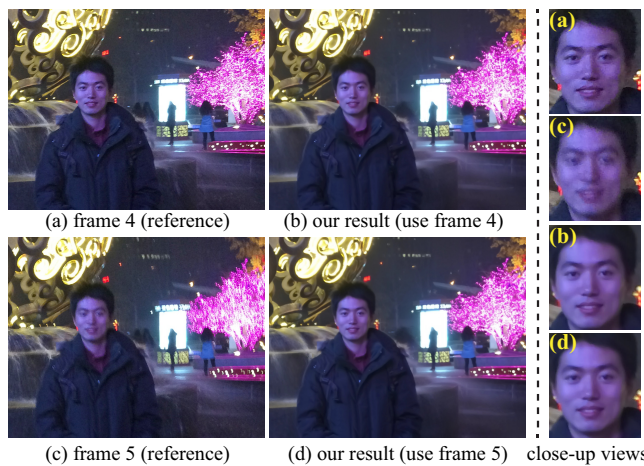 (a) frame 4 (reference)
(b) our result (use frame 4)
(c) frame 5 (reference)
(d) our result (use frame 5)
(a)
(c)
(b)
(d)
close-up views